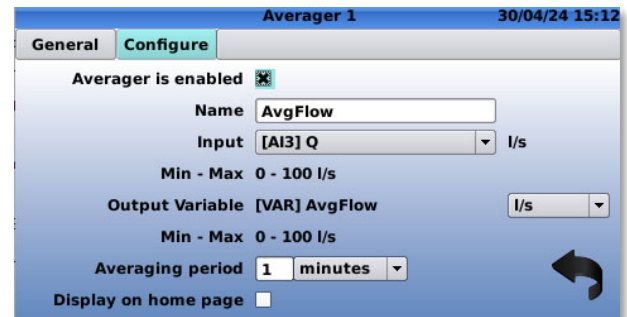 Averager 1 30/04/24 15:12
General Configure
Averager is enabled
Name AvgFlow
Input [AI3] Q l/s
Min - Max 0 - 100 l/s
Output Variable [VAR] AvgFlow l/s
Min - Max 0 - 100 l/s
Averaging period 1 minutes
Display on home page